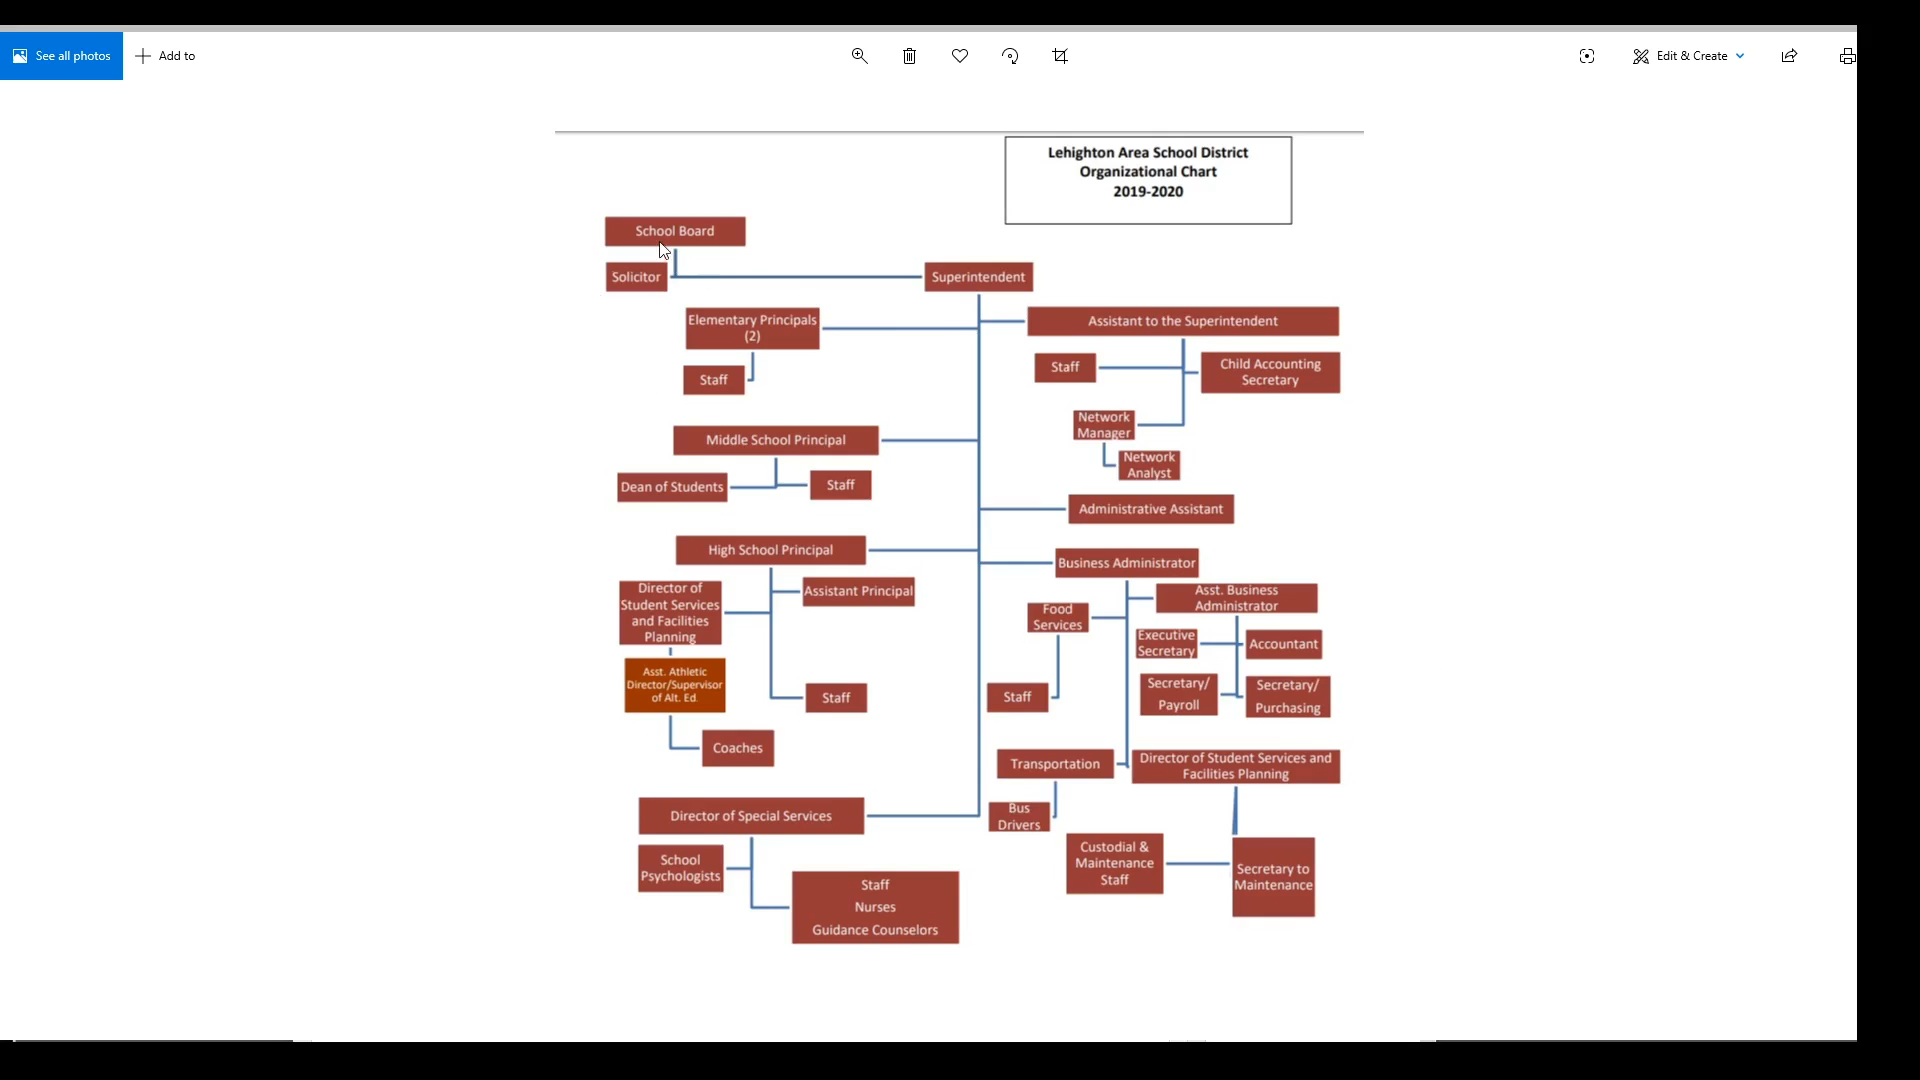 See all photos
Add to
Edit & Create
Lehighton Area School District
Organizational Chart
2019-2020
School Board
Solicitor
Superintendent
Elementary Principals
(2)
Staff
Assistant to the Superintendent
Staff
Child Accounting
Secretary
Network
Manager
Network
Analyst
Middle School Principal
Dean of Students
Staff
Administrative Assistant
High School Principal
Director of
Student Services
and Facilities
Planning
Assistant Principal
Asst. Athletic
Director/Supervisor
of Alt. Ed.
Staff
Coaches
Business Administrator
Asst. Business
Administrator
Food
Services
Executive
Secretary
Accountant
Staff
Secretary/
Payroll
Secretary/
Purchasing
Transportation
Director of Student Services and
Facilities Planning
Bus
Drivers
Custodial &
Maintenance
Staff
Secretary to
Maintenance
Director of Special Services
School
Psychologists
Staff
Nurses
Guidance Counselors